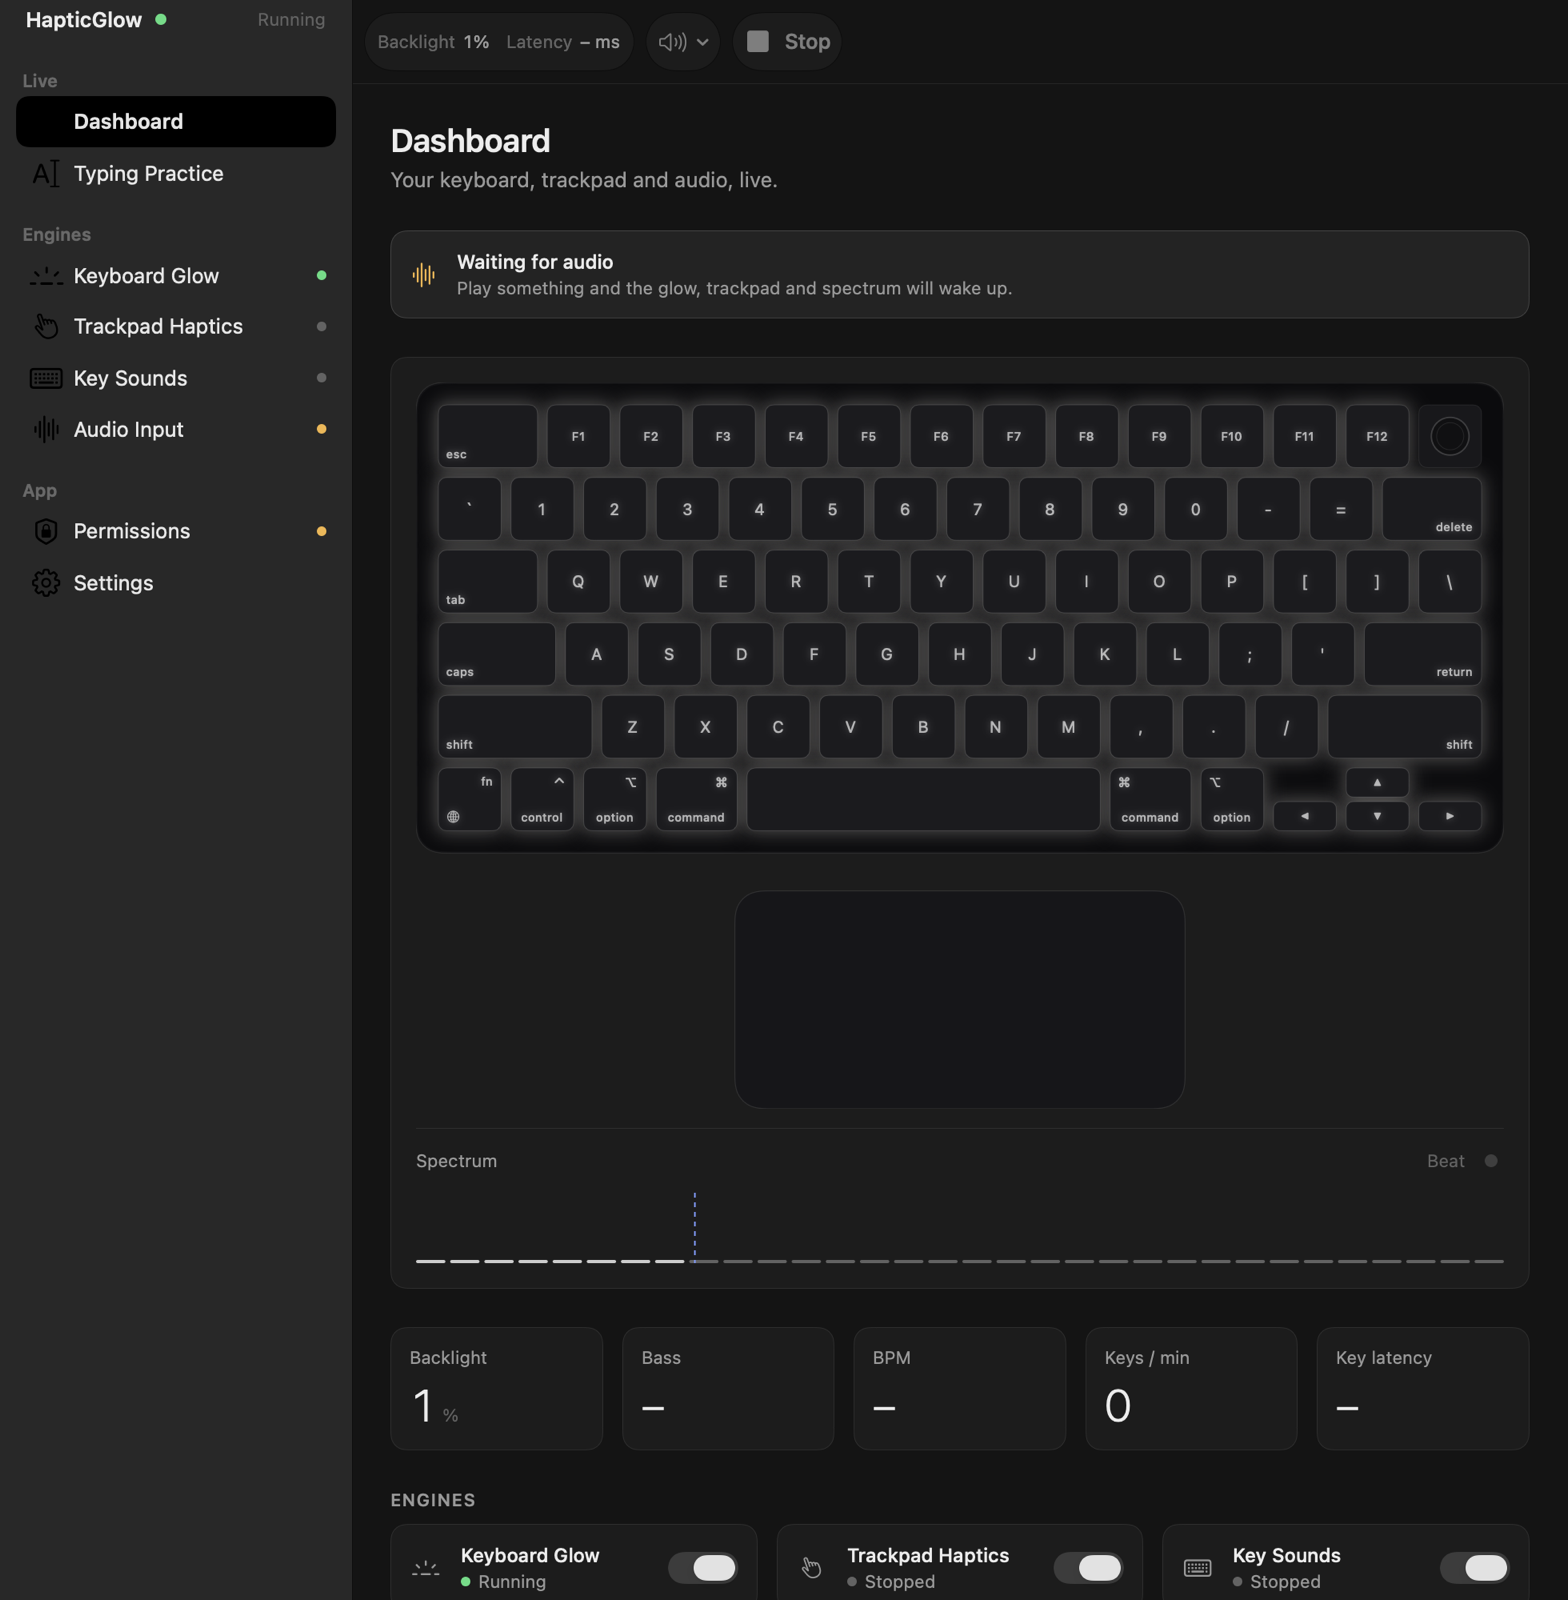 HapticGlow Running
Live
Dashboard
Typing Practice
Engines
Keyboard Glow
Trackpad Haptics
Key Sounds
Audio Input
App
Permissions
Settings
Backlight 1% Latency – ms
Stop
Dashboard
Your keyboard, trackpad and audio, live.
Waiting for audio
Play something and the glow, trackpad and spectrum will wake up.
esc F1 F2 F3 F4 F5 F6 F7 F8 F9 F10 F11 F12
` 1 2 3 4 5 6 7 8 9 0 - = delete
tab Q W E R T Y U I O P [ ] \
caps A S D F G H J K L ; ' return
shift Z X C V B N M , . / shift
fn ^ ⌥ ⌘ ⌘ ⌥ ▲
control option command command option ◄ ▼ ►
Spectrum Beat
Backlight Bass BPM Keys / min Key latency
1 % – – 0 –
ENGINES
Keyboard Glow Trackpad Haptics Key Sounds
Running Stopped Stopped